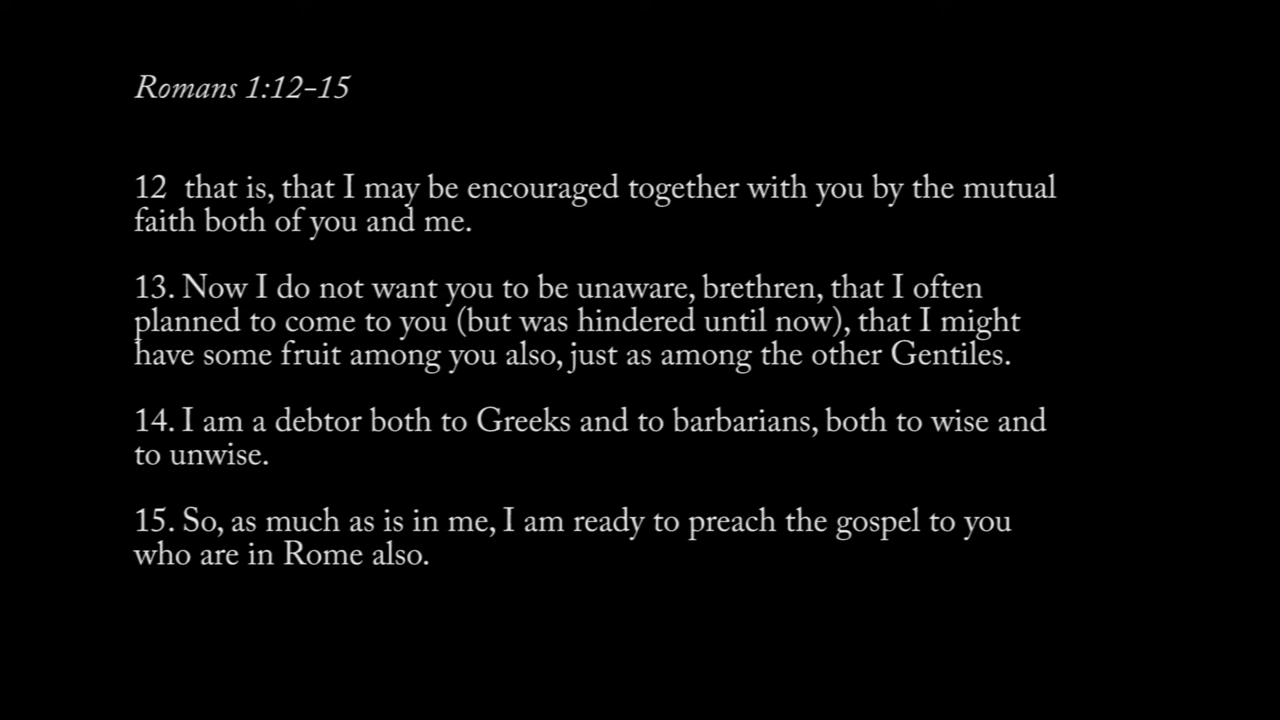 Romans 1:12-15
12 that is, that I may be encouraged together with you by the mutual
faith both of you and me.
13. Now I do not want you to be unaware, brethren, that I often
planned to come to you (but was hindered until now), that I might
have some fruit among you also, just as among the other Gentiles.
14. I am a debtor both to Greeks and to barbarians, both to wise and
to unwise.
15. So, as much as is in me, I am ready to preach the gospel to you
who are in Rome also.